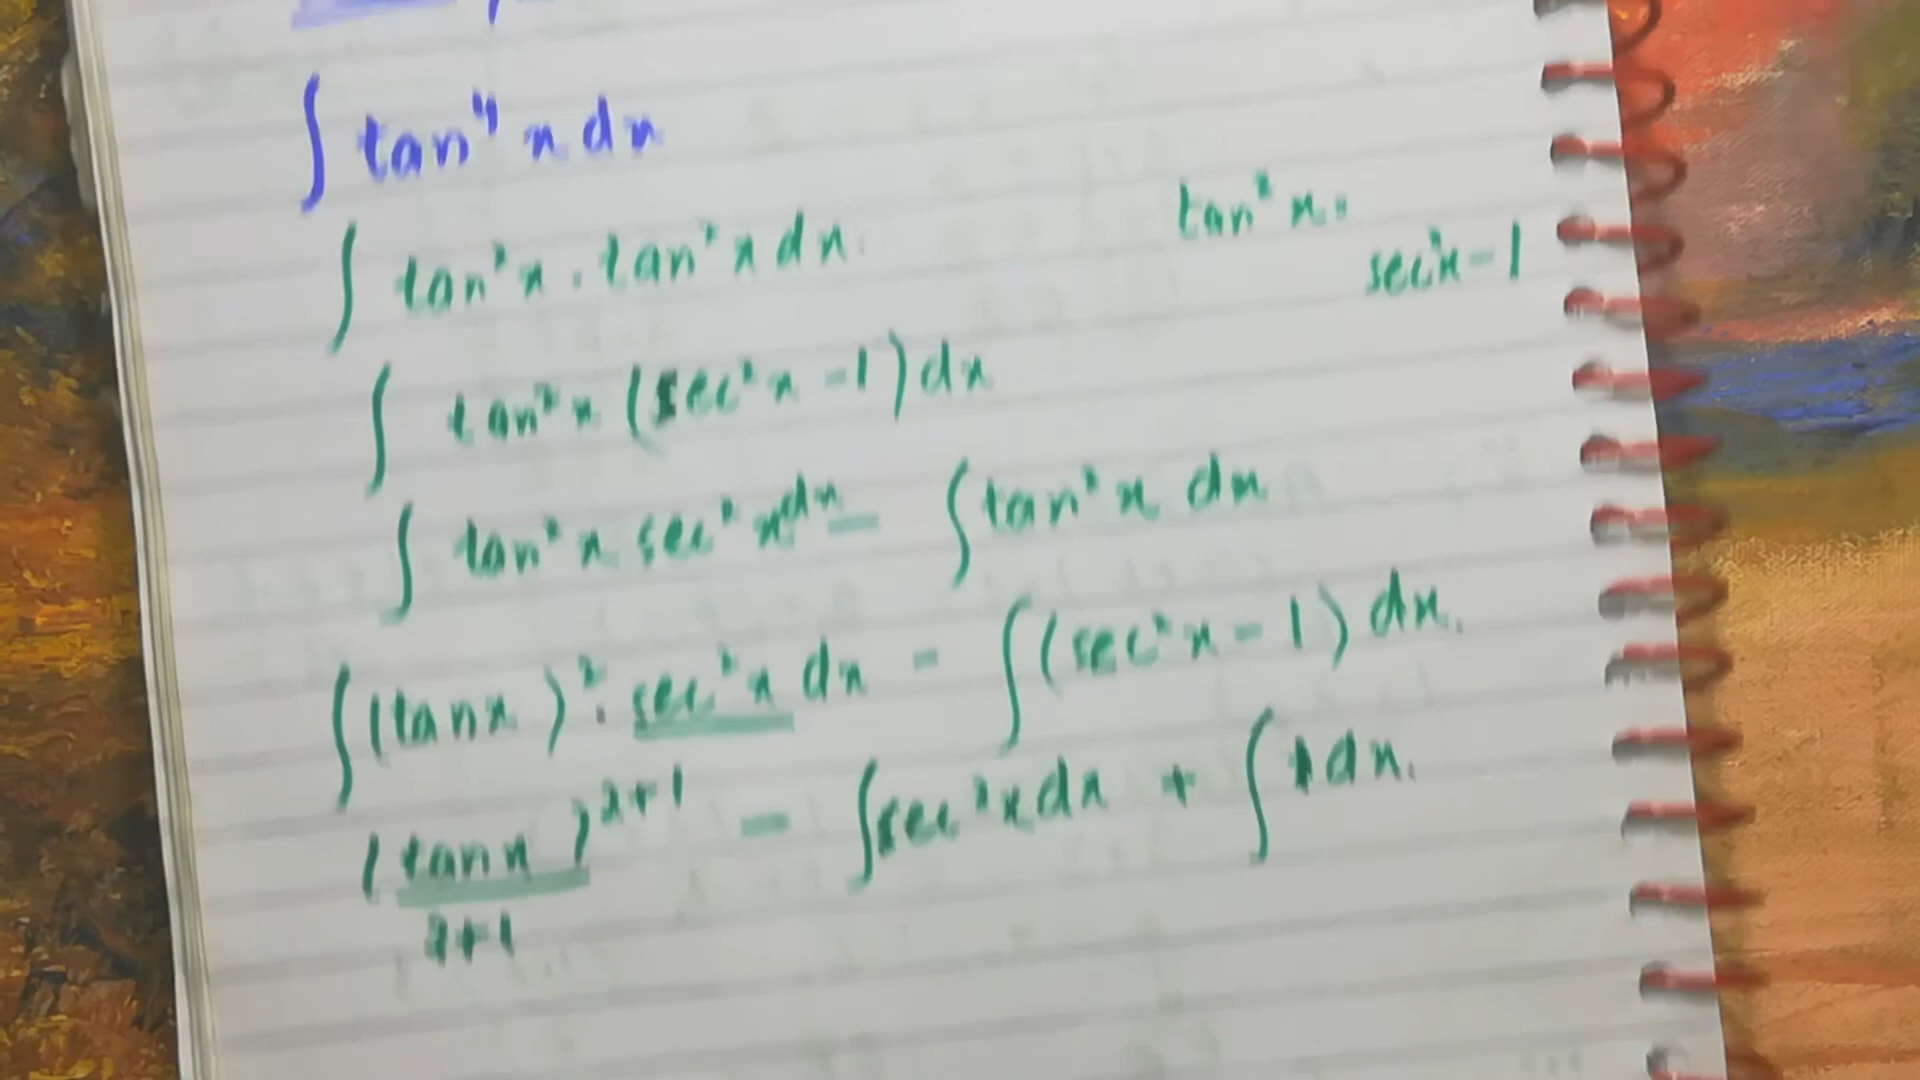 ∫ tan⁴ x dx
∫ tan² x . tan² x dx.
tan² x =
sec² x - 1
∫ tan² x (sec² x - 1) dx
∫ tan² x sec² x dx - ∫ tan² x dx
∫ (tan x)² . sec² x dx - ∫ (sec² x - 1) dx.
(tan x)²⁺¹ - ∫ sec² x dx + ∫ 1 dx.
2+1